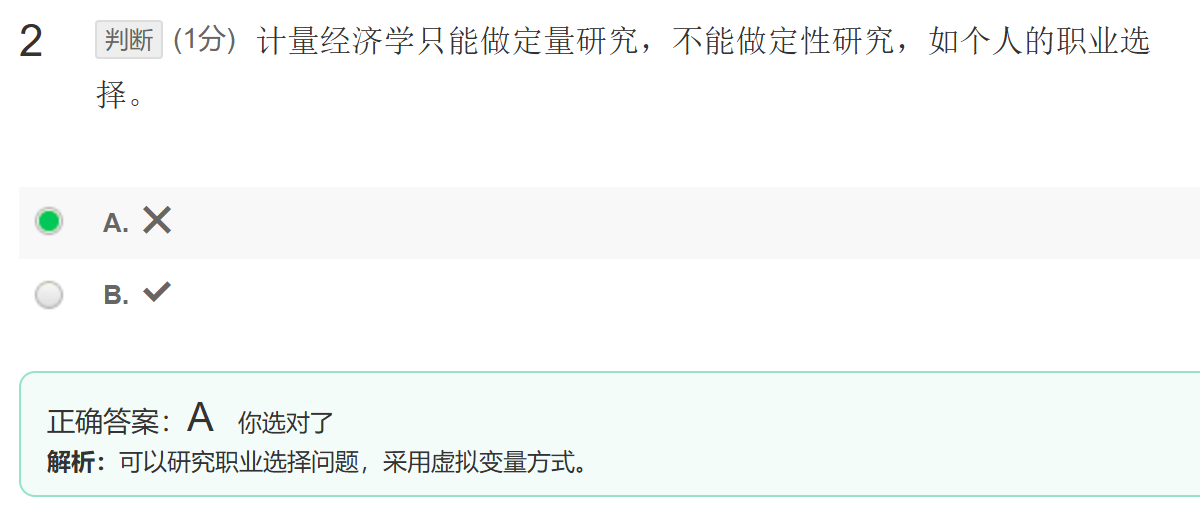 2 判断 (1分) 计量经济学只能做定量研究，不能做定性研究，如个人的职业选
择。
A. ✕
B. ✓
正确答案：A 你选对了
解析：可以研究职业选择问题，采用虚拟变量方式。